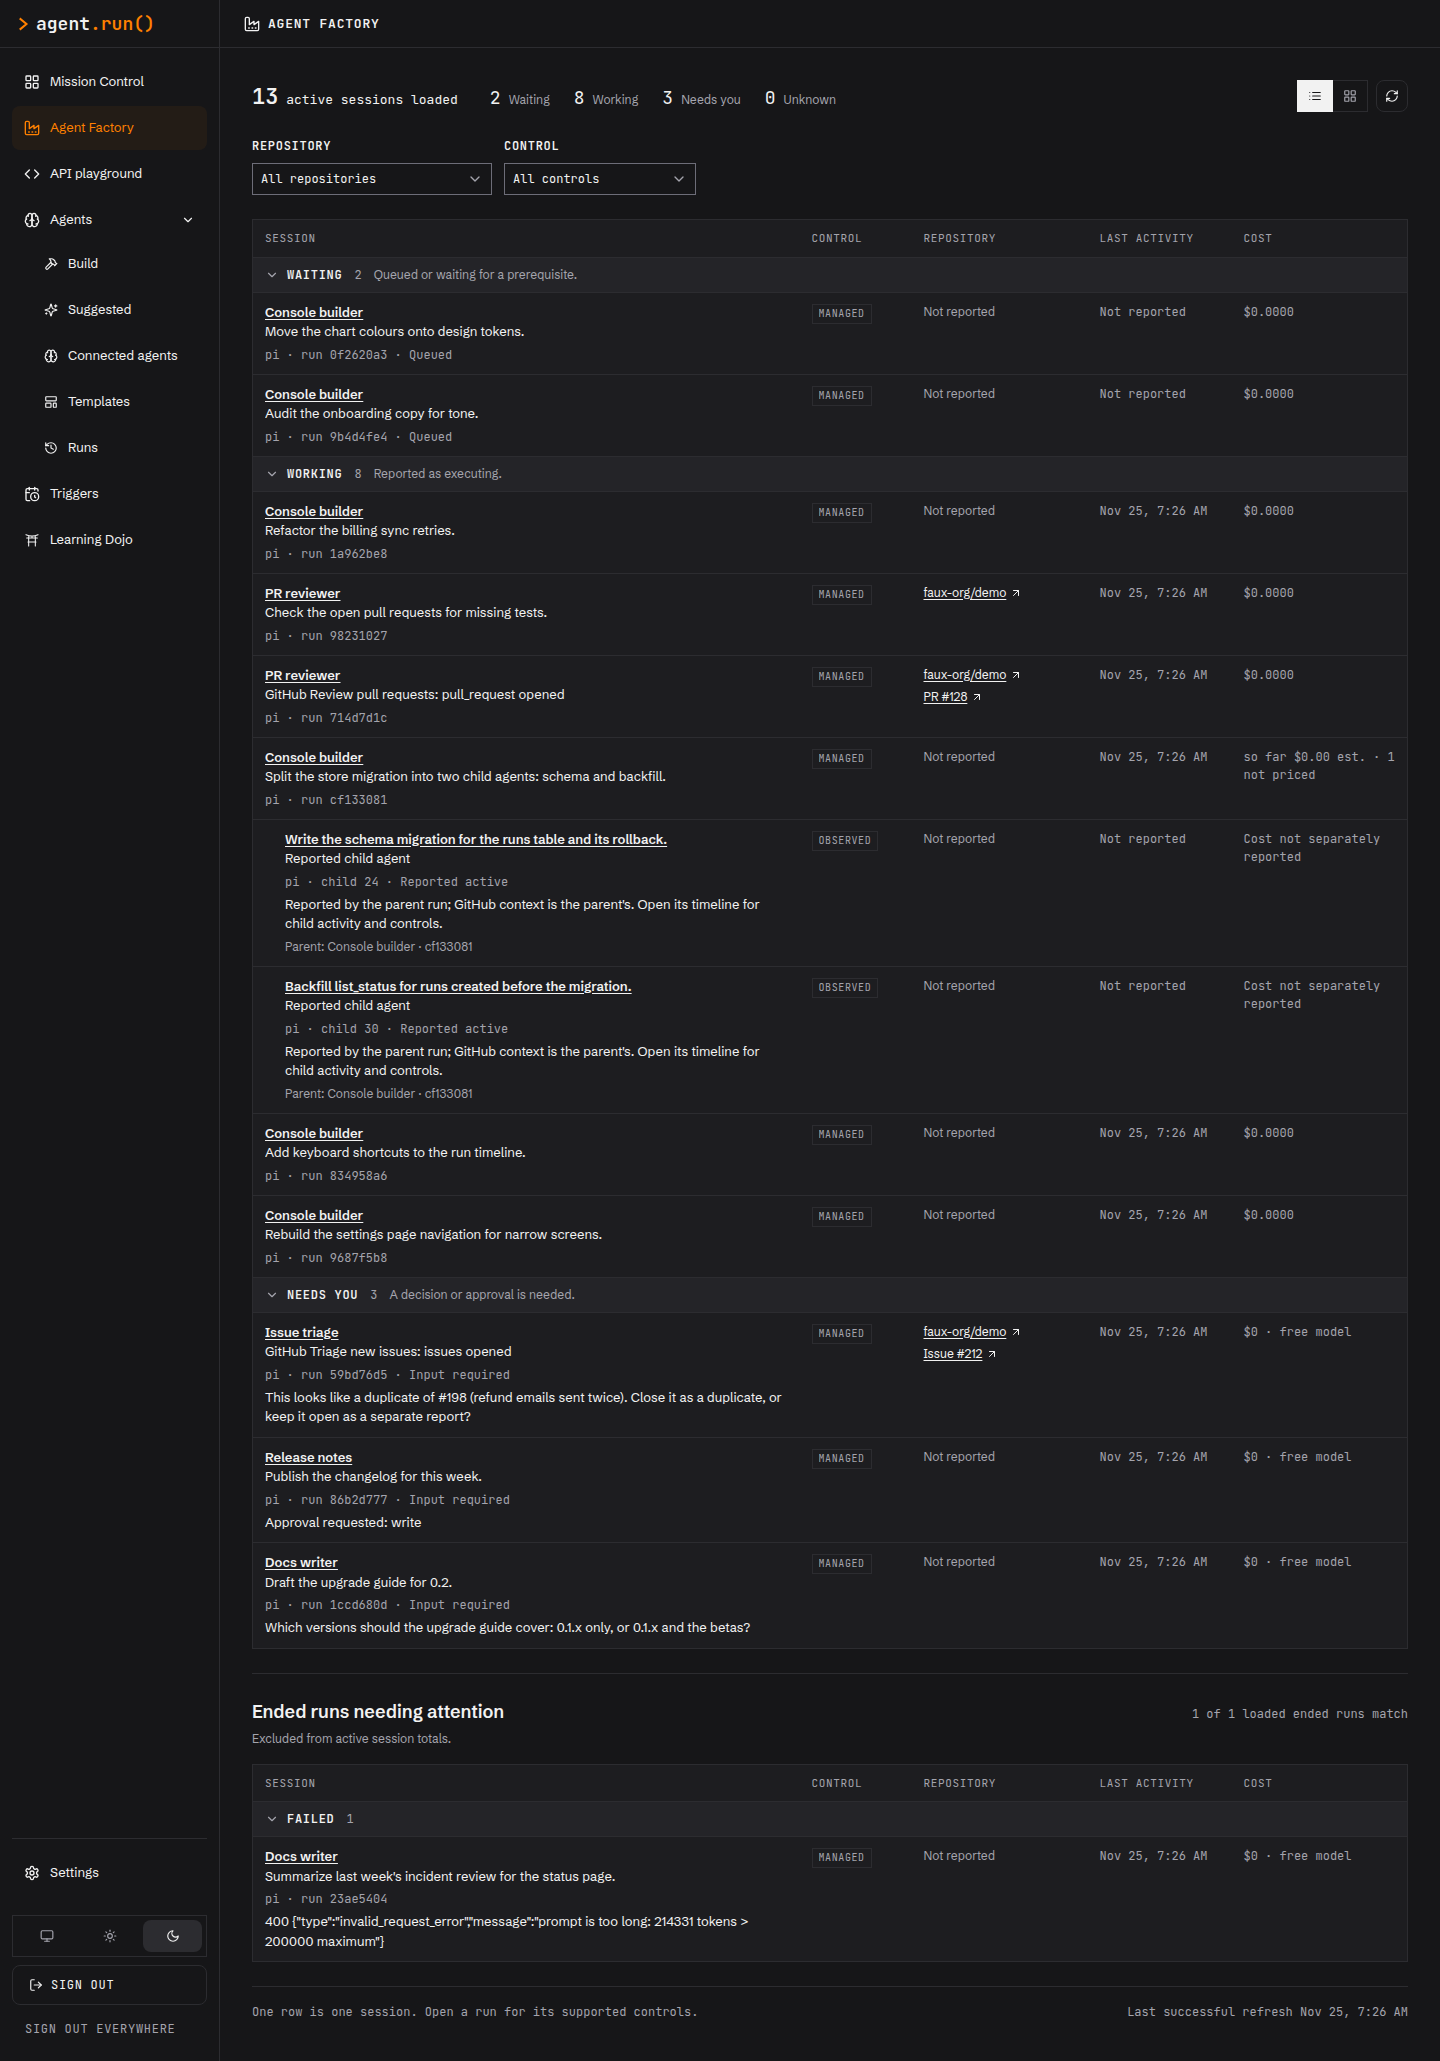 agent.run()
AGENT FACTORY
Mission Control
Agent Factory
API playground
Agents
Build
Suggested
Connected agents
Templates
Runs
Triggers
Learning Dojo
13 active sessions loaded 2 Waiting 8 Working 3 Needs you 0 Unknown
REPOSITORY CONTROL
All repositories All controls
SESSION CONTROL REPOSITORY LAST ACTIVITY COST
WAITING 2 Queued or waiting for a prerequisite.
Console builder MANAGED Not reported Not reported $0.0000
Move the chart colours onto design tokens.
pi · run 0f2620a3 · Queued
Console builder MANAGED Not reported Not reported $0.0000
Audit the onboarding copy for tone.
pi · run 9b4d4fe4 · Queued
WORKING 8 Reported as executing.
Console builder MANAGED Not reported Nov 25, 7:26 AM $0.0000
Refactor the billing sync retries.
pi · run 1a962be8
PR reviewer MANAGED faux-org/demo Nov 25, 7:26 AM $0.0000
Check the open pull requests for missing tests.
pi · run 98231027
PR reviewer MANAGED faux-org/demo Nov 25, 7:26 AM $0.0000
GitHub Review pull requests: pull_request opened PR #128
pi · run 714d7d1c
Console builder MANAGED Not reported Nov 25, 7:26 AM so far $0.00 est. · 1
Split the store migration into two child agents: schema and backfill. not priced
pi · run cf133081
Write the schema migration for the runs table and its rollback. OBSERVED Not reported Not reported Cost not separately
Reported child agent reported
pi · child 24 · Reported active
Reported by the parent run; GitHub context is the parent's. Open its timeline for
child activity and controls.
Parent: Console builder · cf133081
Backfill list_status for runs created before the migration. OBSERVED Not reported Not reported Cost not separately
Reported child agent reported
pi · child 30 · Reported active
Reported by the parent run; GitHub context is the parent's. Open its timeline for
child activity and controls.
Parent: Console builder · cf133081
Console builder MANAGED Not reported Nov 25, 7:26 AM $0.0000
Add keyboard shortcuts to the run timeline.
pi · run 834958a6
Console builder MANAGED Not reported Nov 25, 7:26 AM $0.0000
Rebuild the settings page navigation for narrow screens.
pi · run 9687f5b8
NEEDS YOU 3 A decision or approval is needed.
Issue triage MANAGED faux-org/demo Nov 25, 7:26 AM $0 · free model
GitHub Triage new issues: issues opened Issue #212
pi · run 59bd76d5 · Input required
This looks like a duplicate of #198 (refund emails sent twice). Close it as a duplicate, or
keep it open as a separate report?
Release notes MANAGED Not reported Nov 25, 7:26 AM $0 · free model
Publish the changelog for this week.
pi · run 86b2d777 · Input required
Approval requested: write
Docs writer MANAGED Not reported Nov 25, 7:26 AM $0 · free model
Draft the upgrade guide for 0.2.
pi · run 1ccd680d · Input required
Which versions should the upgrade guide cover: 0.1.x only, or 0.1.x and the betas?
Ended runs needing attention 1 of 1 loaded ended runs match
Excluded from active session totals.
SESSION CONTROL REPOSITORY LAST ACTIVITY COST
FAILED 1
Docs writer MANAGED Not reported Nov 25, 7:26 AM $0 · free model
Summarize last week's incident review for the status page.
pi · run 23ae5404
400 {"type":"invalid_request_error","message":"prompt is too long: 214331 tokens >
200000 maximum"}
One row is one session. Open a run for its supported controls. Last successful refresh Nov 25, 7:26 AM
Settings
SIGN OUT
SIGN OUT EVERYWHERE